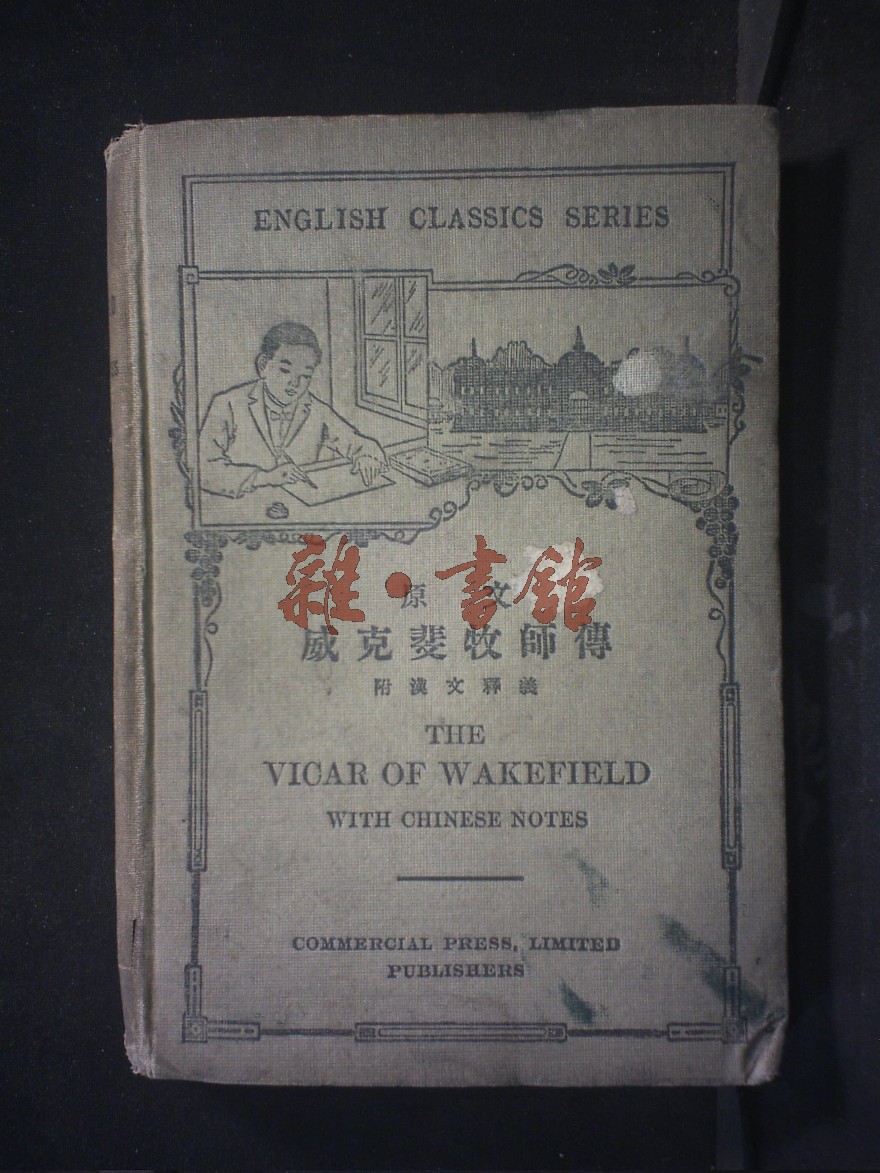 ENGLISH CLASSICS SERIES
雜·書館
原文
威克斐牧師傳
附漢文釋義
THE
VICAR OF WAKEFIELD
WITH CHINESE NOTES
COMMERCIAL PRESS, LIMITED
PUBLISHERS